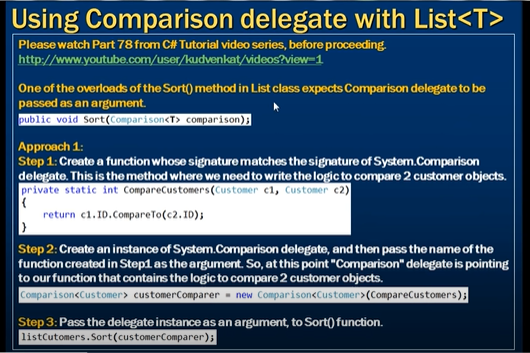 Using Comparison delegate with List<T>
Please watch Part 78 from C# Tutorial video series, before proceeding.
http://www.youtube.com/user/kudvenkat/videos?view=1
One of the overloads of the Sort() method in List class expects Comparison delegate to be
passed as an argument.
public void Sort(Comparison<T> comparison);
Approach 1:
Step 1: Create a function whose signature matches the signature of System.Comparison
delegate. This is the method where we need to write the logic to compare 2 customer objects.
private static int CompareCustomers(Customer c1, Customer c2)
{
return c1.ID.CompareTo(c2.ID);
}
Step 2: Create an instance of System.Comparison delegate, and then pass the name of the
function created in Step1 as the argument. So, at this point "Comparison" delegate is pointing
to our function that contains the logic to compare 2 customer objects.
Comparison<Customer> customerComparer = new Comparison<Customer>(CompareCustomers);
Step 3: Pass the delegate instance as an argument, to Sort() function.
listCutomers.Sort(customerComparer);